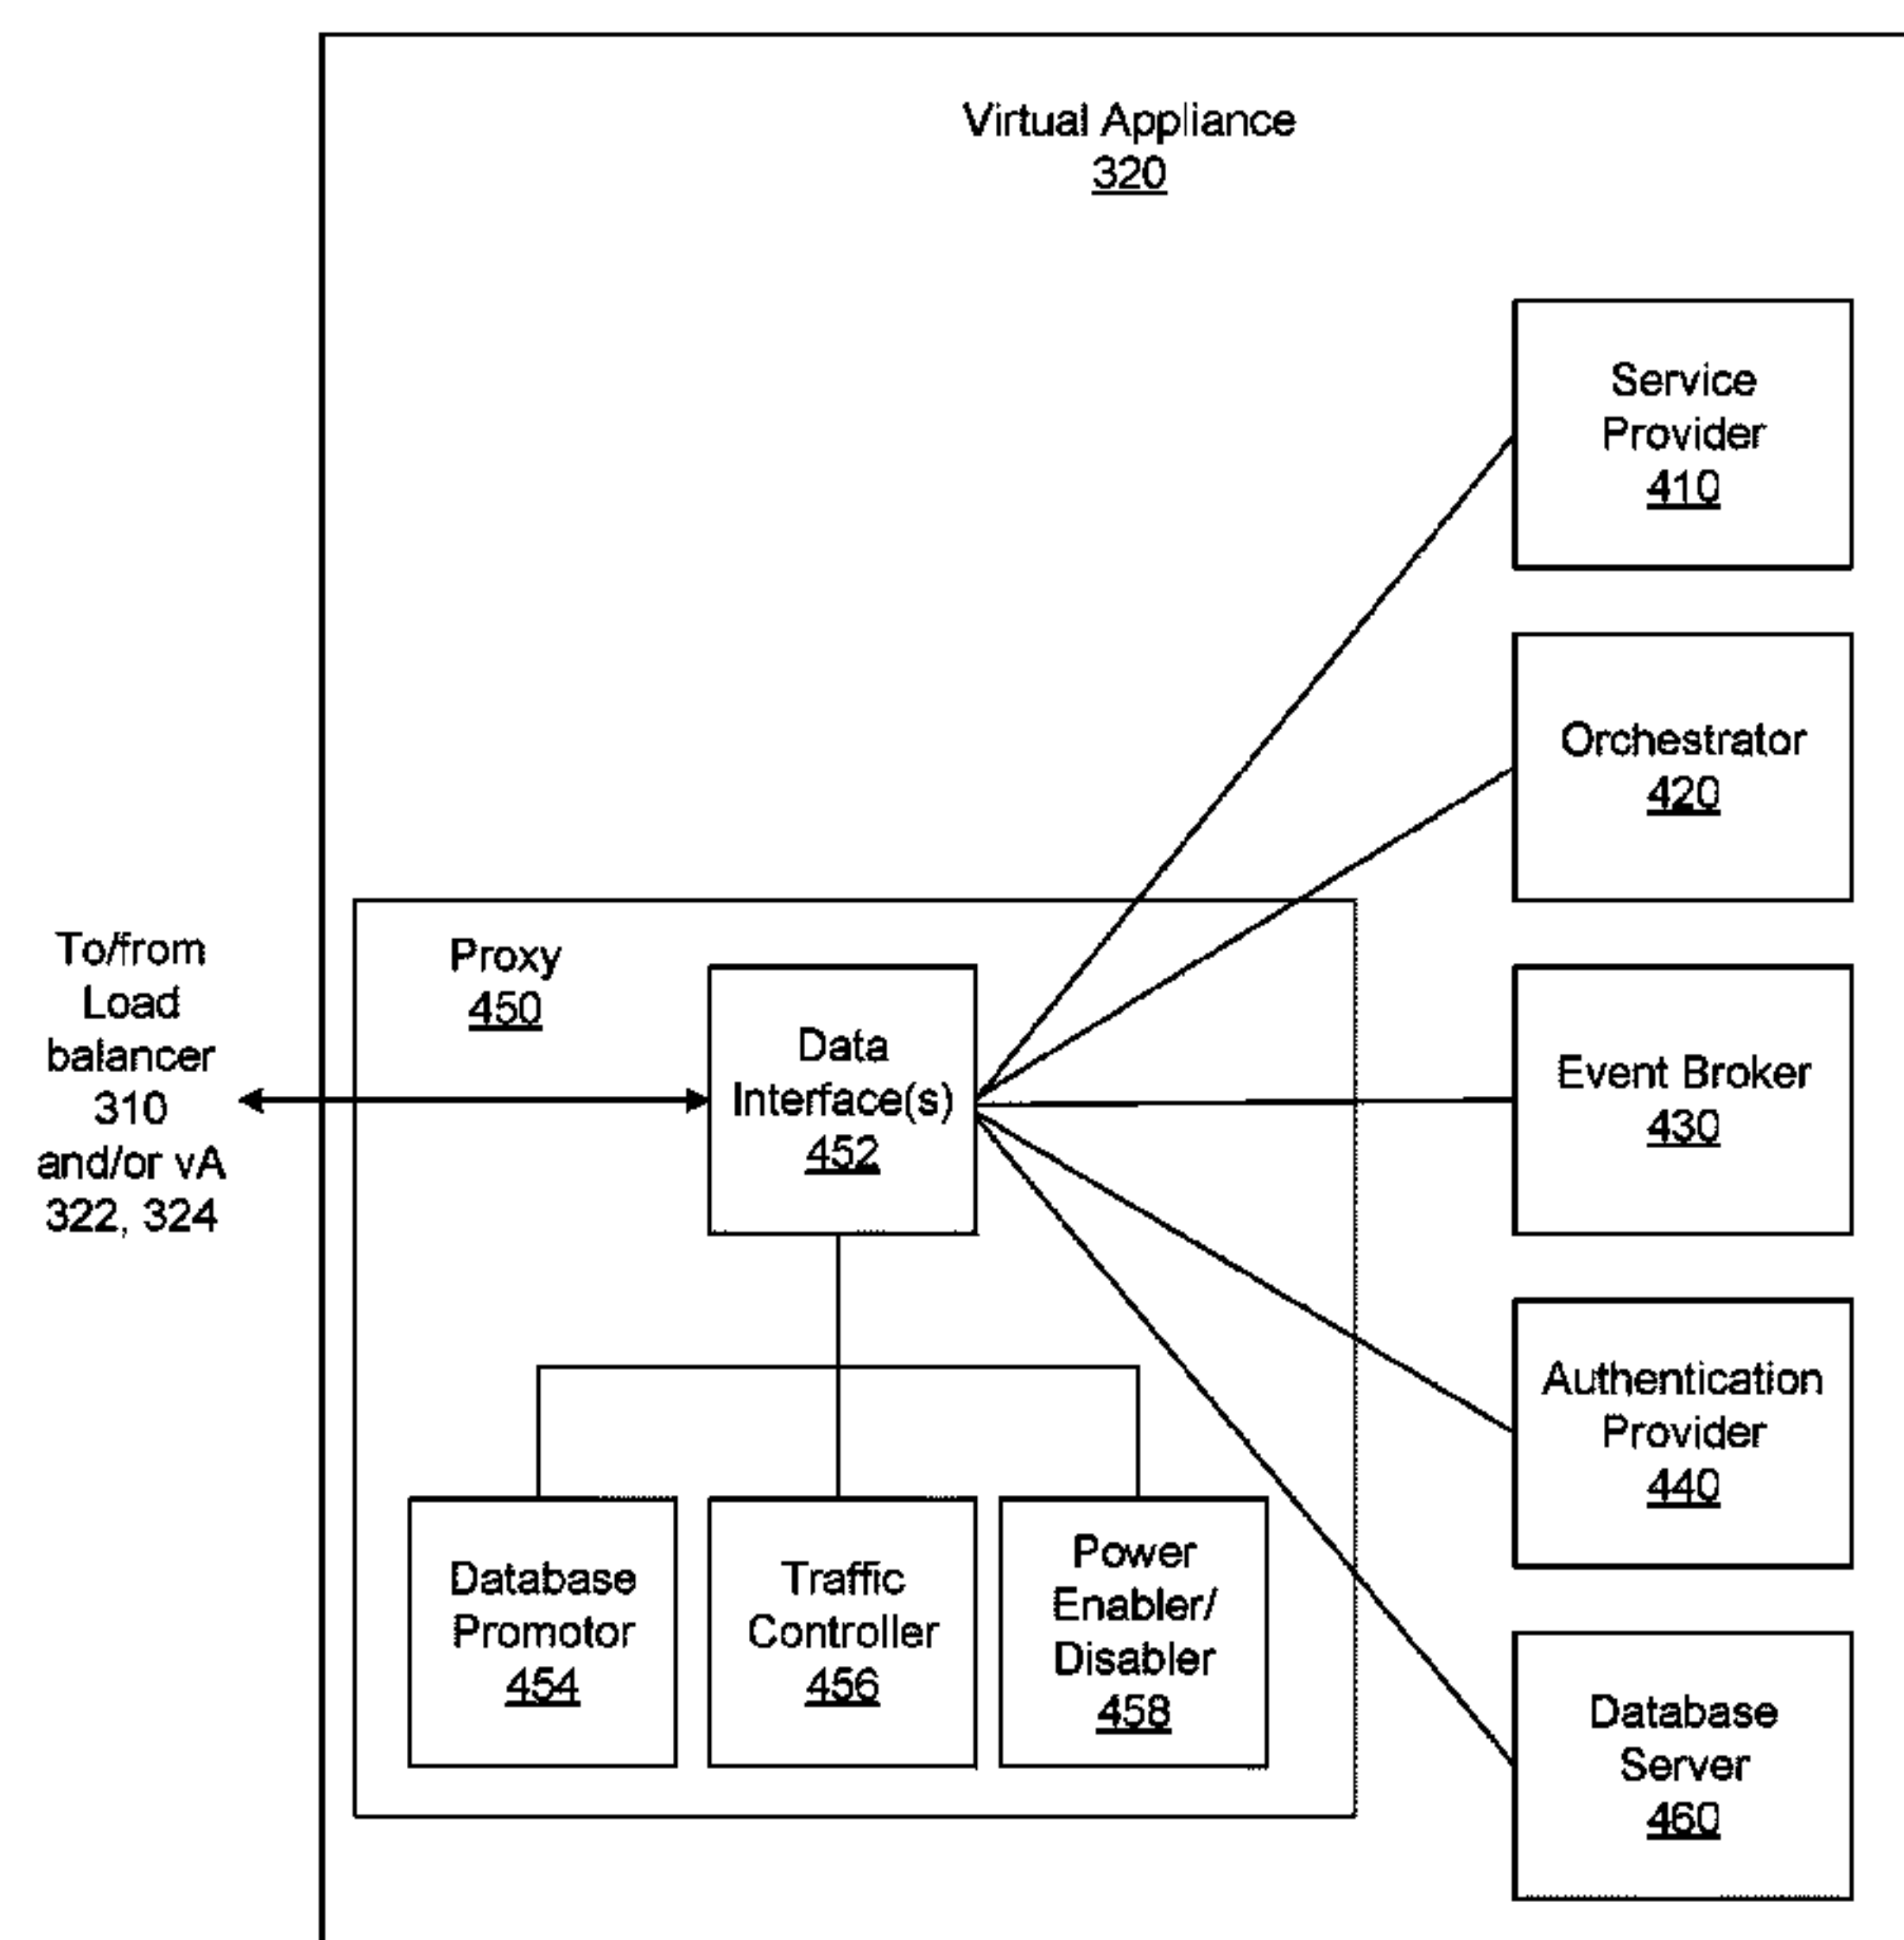 Virtual Appliance
320
Service
Provider
410
Orchestrator
420
To/from
Load
balancer
310
and/or vA
322, 324
Proxy
450
Data
Interface(s)
452
Event Broker
430
Authentication
Provider
440
Database
Promotor
454
Traffic
Controller
456
Power
Enabler/
Disabler
458
Database
Server
460